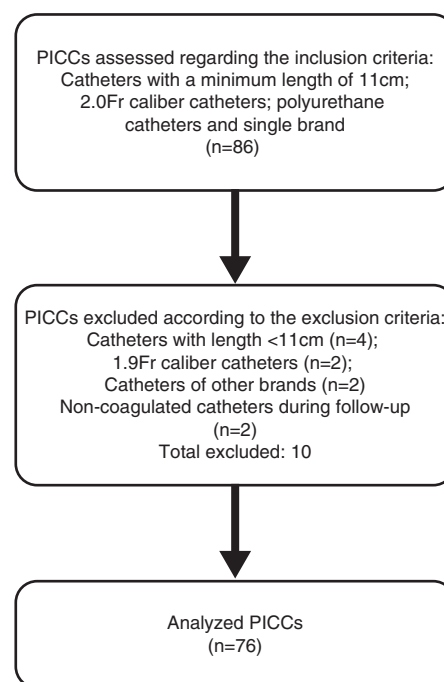 PICCs assessed regarding the inclusion criteria:
Catheters with a minimum length of 11cm;
2.0Fr caliber catheters; polyurethane
catheters and single brand
(n=86)
PICCs excluded according to the exclusion criteria:
Catheters with length <11cm (n=4);
1.9Fr caliber catheters (n=2);
Catheters of other brands (n=2)
Non-coagulated catheters during follow-up
(n=2)
Total excluded: 10
Analyzed PICCs
(n=76)